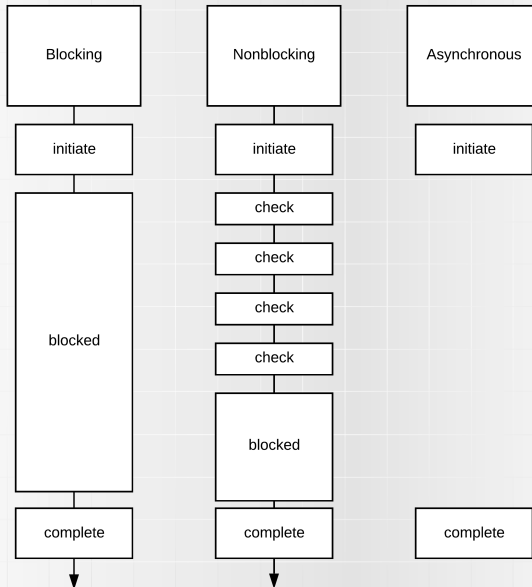 Blocking
Nonblocking
Asynchronous
initiate
initiate
initiate
check
check
check
check
blocked
blocked
complete
complete
complete